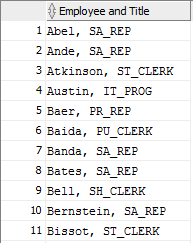 Employee and Title
1 Abel, SA_REP
2 Ande, SA_REP
3 Atkinson, ST_CLERK
4 Austin, IT_PROG
5 Baer, PR_REP
6 Baida, PU_CLERK
7 Banda, SA_REP
8 Bates, SA_REP
9 Bell, SH_CLERK
10 Bernstein, SA_REP
11 Bissot, ST_CLERK